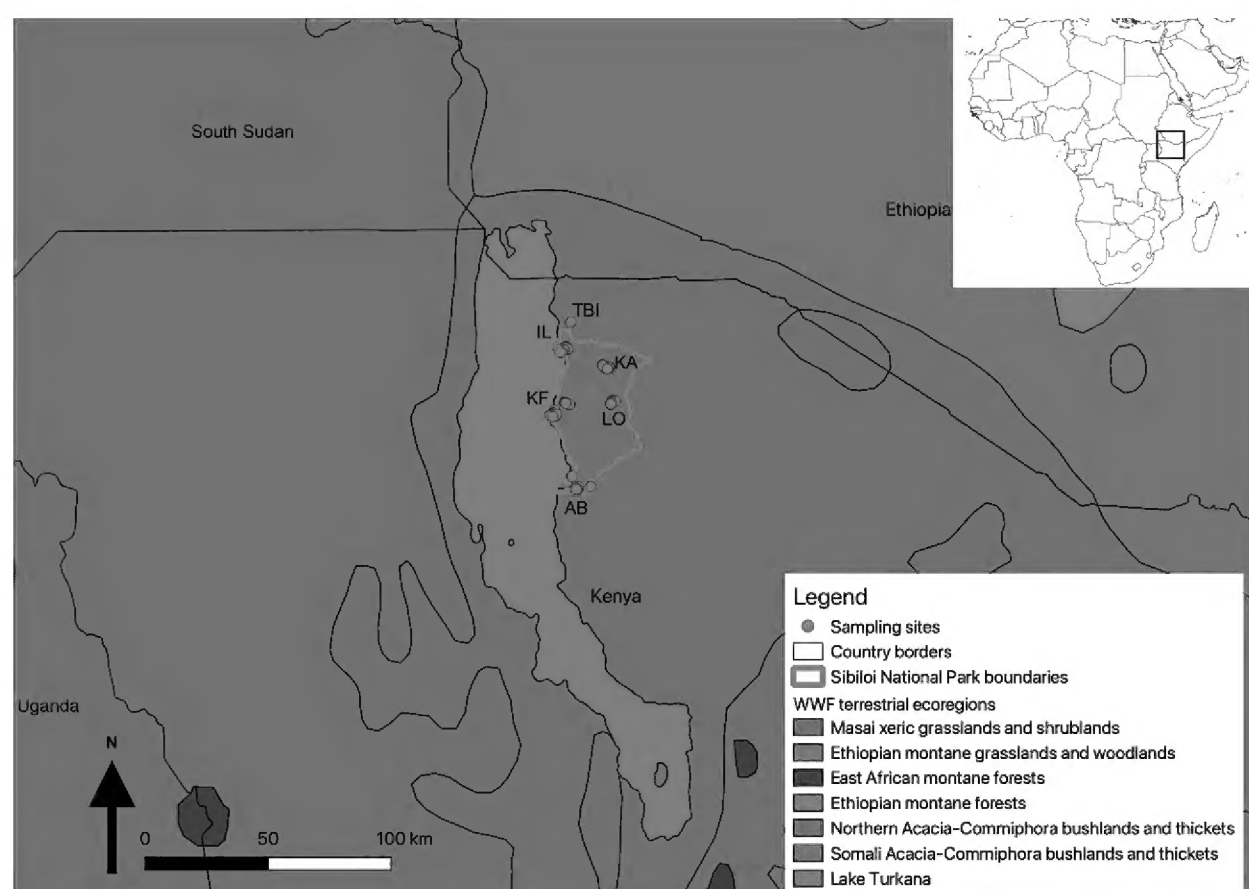 South Sudan
Ethiopia
TBI
IL
KA
KF
LO
AB
Kenya
Uganda
N
0 50 100 km
Legend
Sampling sites
Country borders
Sibiloi National Park boundaries
WWF terrestrial ecoregions
Masai xeric grasslands and shrublands
Ethiopian montane grasslands and woodlands
East African montane forests
Ethiopian montane forests
Northern Acacia-Commiphora bushlands and thickets
Somali Acacia-Commiphora bushlands and thickets
Lake Turkana